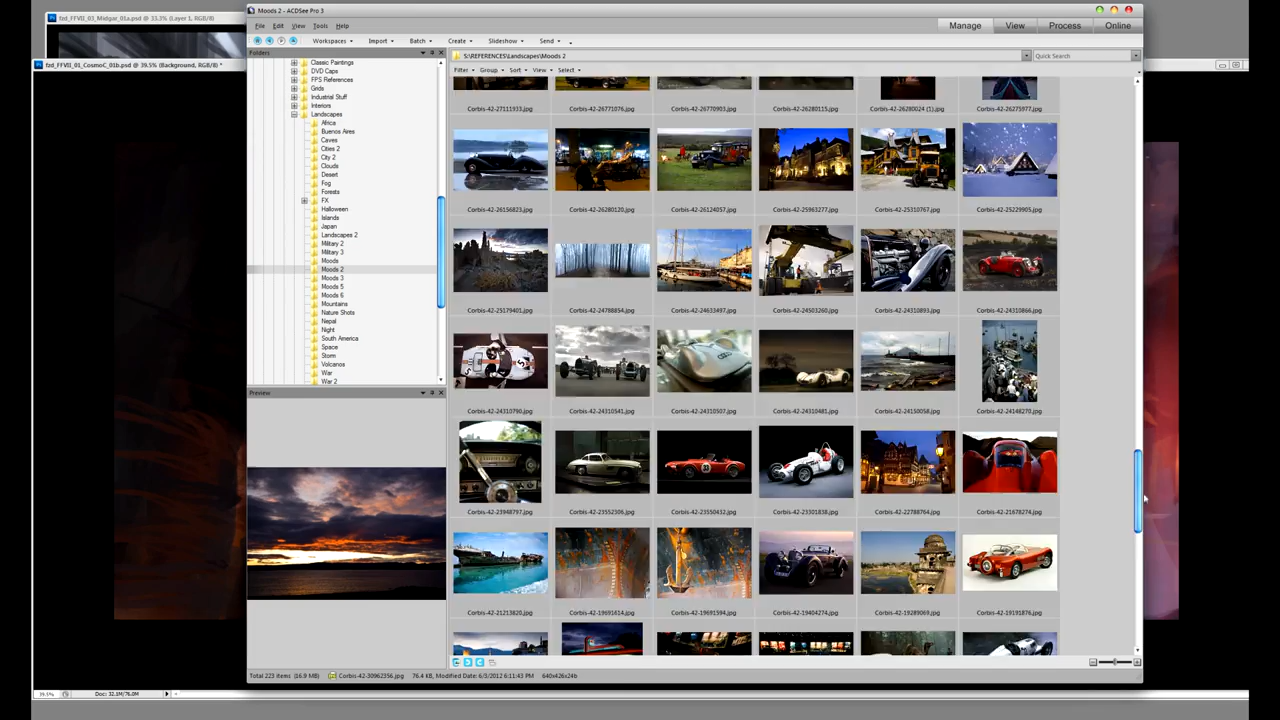 fzd_FFVII_03_Midgar_01a.psd @ 33.3% (Layer 1, RGB/8)
fzd_FFVII_01_CosmoC_01b.psd @ 39.5% (Background, RGB/8) *
Moods 2 - ACDSee Pro 3
File Edit View Tools Help
Manage View Process Online
Workspaces Import Batch Create Slideshow Send
Folders
S:\REFERENCES\Landscapes\Moods 2
Quick Search
Filter Group Sort View Select
Classic Paintings
DVD Caps
FPS References
Grids
Industrial Stuff
Interiors
Landscapes
Africa
Buenos Aires
Caves
Cities 2
City 2
Clouds
Desert
Fog
Forests
FX
Halloween
Islands
Japan
Landscapes 2
Military 2
Military 3
Moods
Moods 2
Moods 3
Moods 5
Moods 6
Mountains
Nature Shots
Nepal
Night
South America
Space
Storm
Volcanos
War
War 2
Preview
Corbis-42-27111933.jpg Corbis-42-26771076.jpg Corbis-42-26770903.jpg Corbis-42-26280115.jpg Corbis-42-26280024 (1).jpg Corbis-42-26275977.jpg
Corbis-42-26156823.jpg Corbis-42-26280120.jpg Corbis-42-26124057.jpg Corbis-42-25963277.jpg Corbis-42-25310767.jpg Corbis-42-25229905.jpg
Corbis-42-25179401.jpg Corbis-42-24788854.jpg Corbis-42-24633497.jpg Corbis-42-24503260.jpg Corbis-42-24310893.jpg Corbis-42-24310866.jpg
Corbis-42-24310790.jpg Corbis-42-24310541.jpg Corbis-42-24310507.jpg Corbis-42-24310481.jpg Corbis-42-24150058.jpg Corbis-42-24148270.jpg
Corbis-42-23948797.jpg Corbis-42-23552506.jpg Corbis-42-23550432.jpg Corbis-42-23301838.jpg Corbis-42-22788764.jpg Corbis-42-21678274.jpg
Corbis-42-21213820.jpg Corbis-42-19691614.jpg Corbis-42-19691594.jpg Corbis-42-19404274.jpg Corbis-42-19289069.jpg Corbis-42-19191876.jpg
Total 223 items (16.9 MB) Corbis-42-30962356.jpg 76.4 KB, Modified Date: 6/3/2012 6:11:43 PM 640x426x24b
39.5% Doc: 32.1M/76.0M